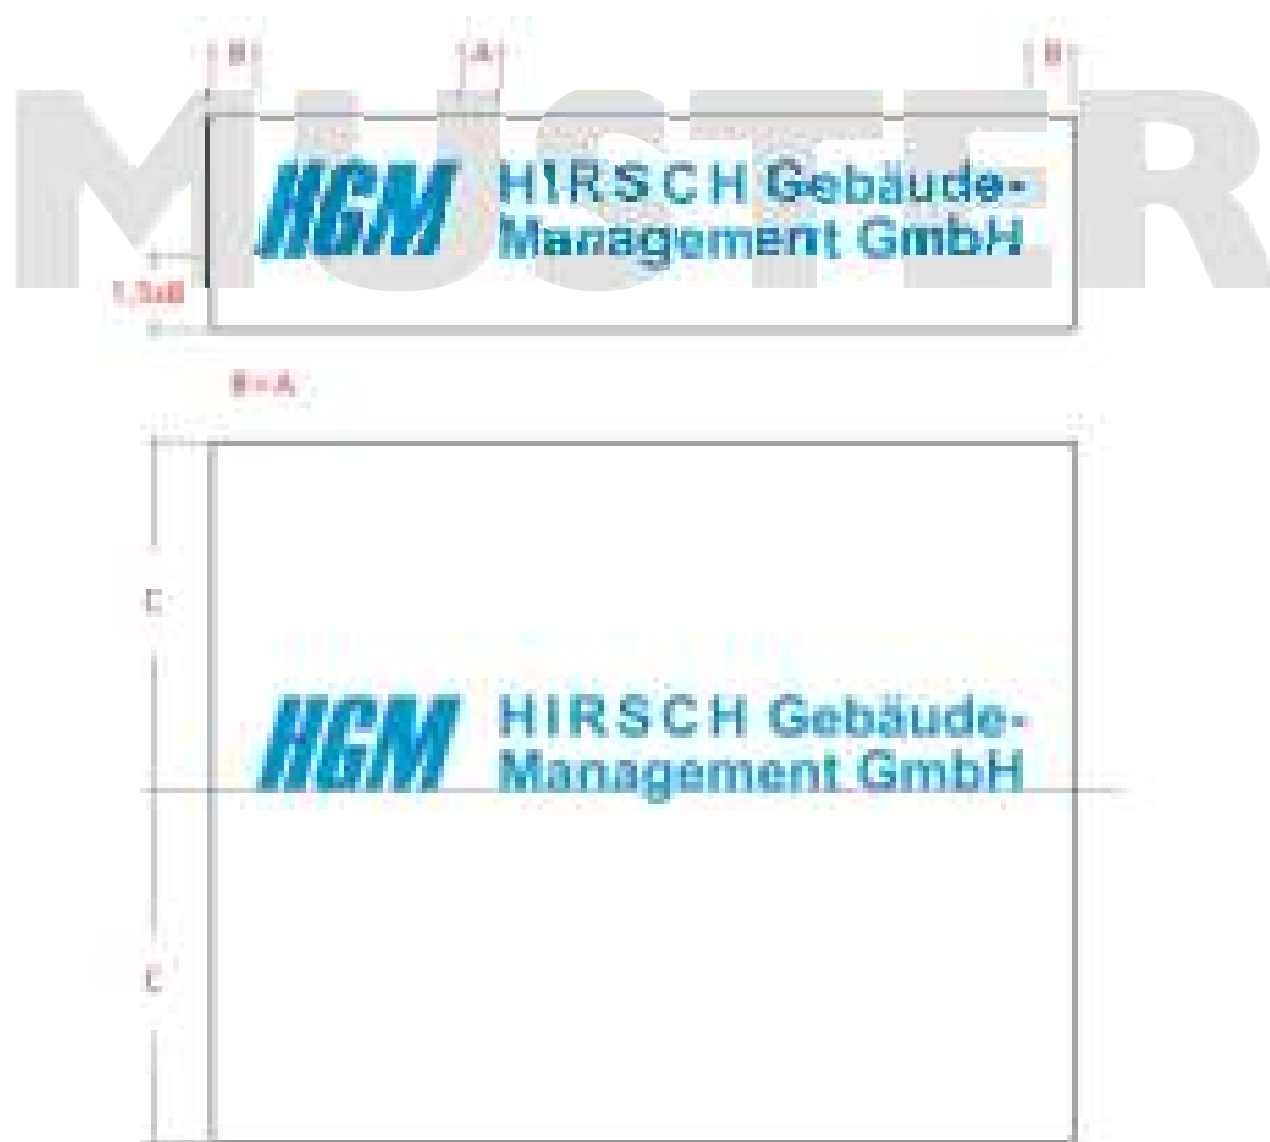 B A B
MUSTER
HGM HIRSCH Gebäude-
Management GmbH
1,5xB
B=A
C
HGM HIRSCH Gebäude-
Management GmbH
C